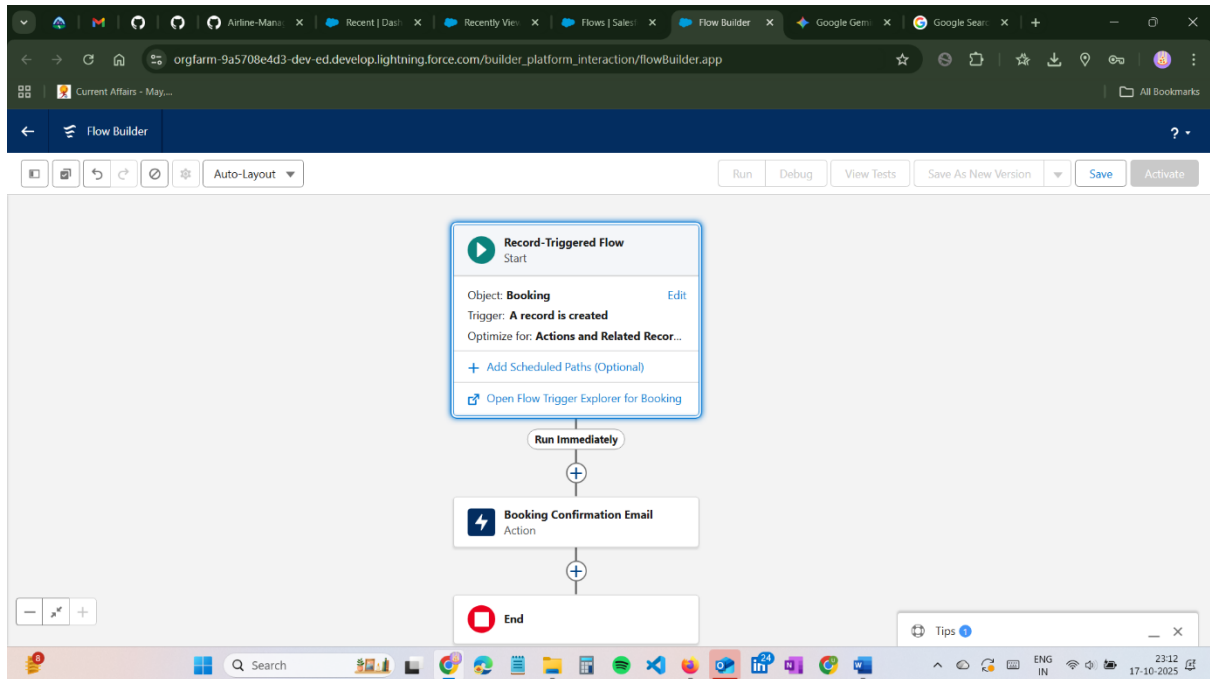 Airline-Mana
Recent | Dash
Recently View
Flows | Salesf
Flow Builder
Google Gemi
Google Searc
orgfarm-9a5708e4d3-dev-ed.develop.lightning.force.com/builder_platform_interaction/flowBuilder.app
Current Affairs - May,...
All Bookmarks
Flow Builder
?
Auto-Layout
Run
Debug
View Tests
Save As New Version
Save
Activate
Record-Triggered Flow
Start
Object: Booking
Edit
Trigger: A record is created
Optimize for: Actions and Related Recor...
+ Add Scheduled Paths (Optional)
Open Flow Trigger Explorer for Booking
Run Immediately
Booking Confirmation Email
Action
End
Tips 1
8
Search
24
ENG
IN
23:12
17-10-2025